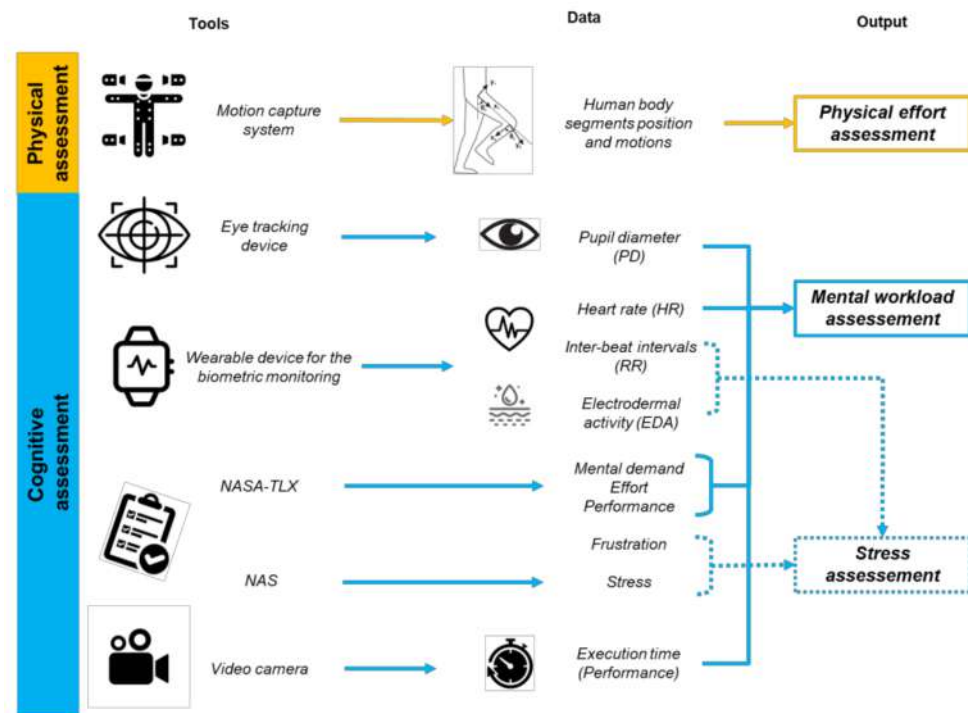 Tools
Data
Output
Physical
assessment
Motion capture
system
Human body
segments position
and motions
Physical effort
assessment
Cognitive
assessment
Eye tracking
device
Pupil diameter
(PD)
Heart rate (HR)
Mental workload
assessement
Wearable device for the
biometric monitoring
Inter-beat intervals
(RR)
Electrodermal
activity (EDA)
NASA-TLX
Mental demand
Effort
Performance
Frustration
NAS
Stress
Stress
assessement
Video camera
Execution time
(Performance)